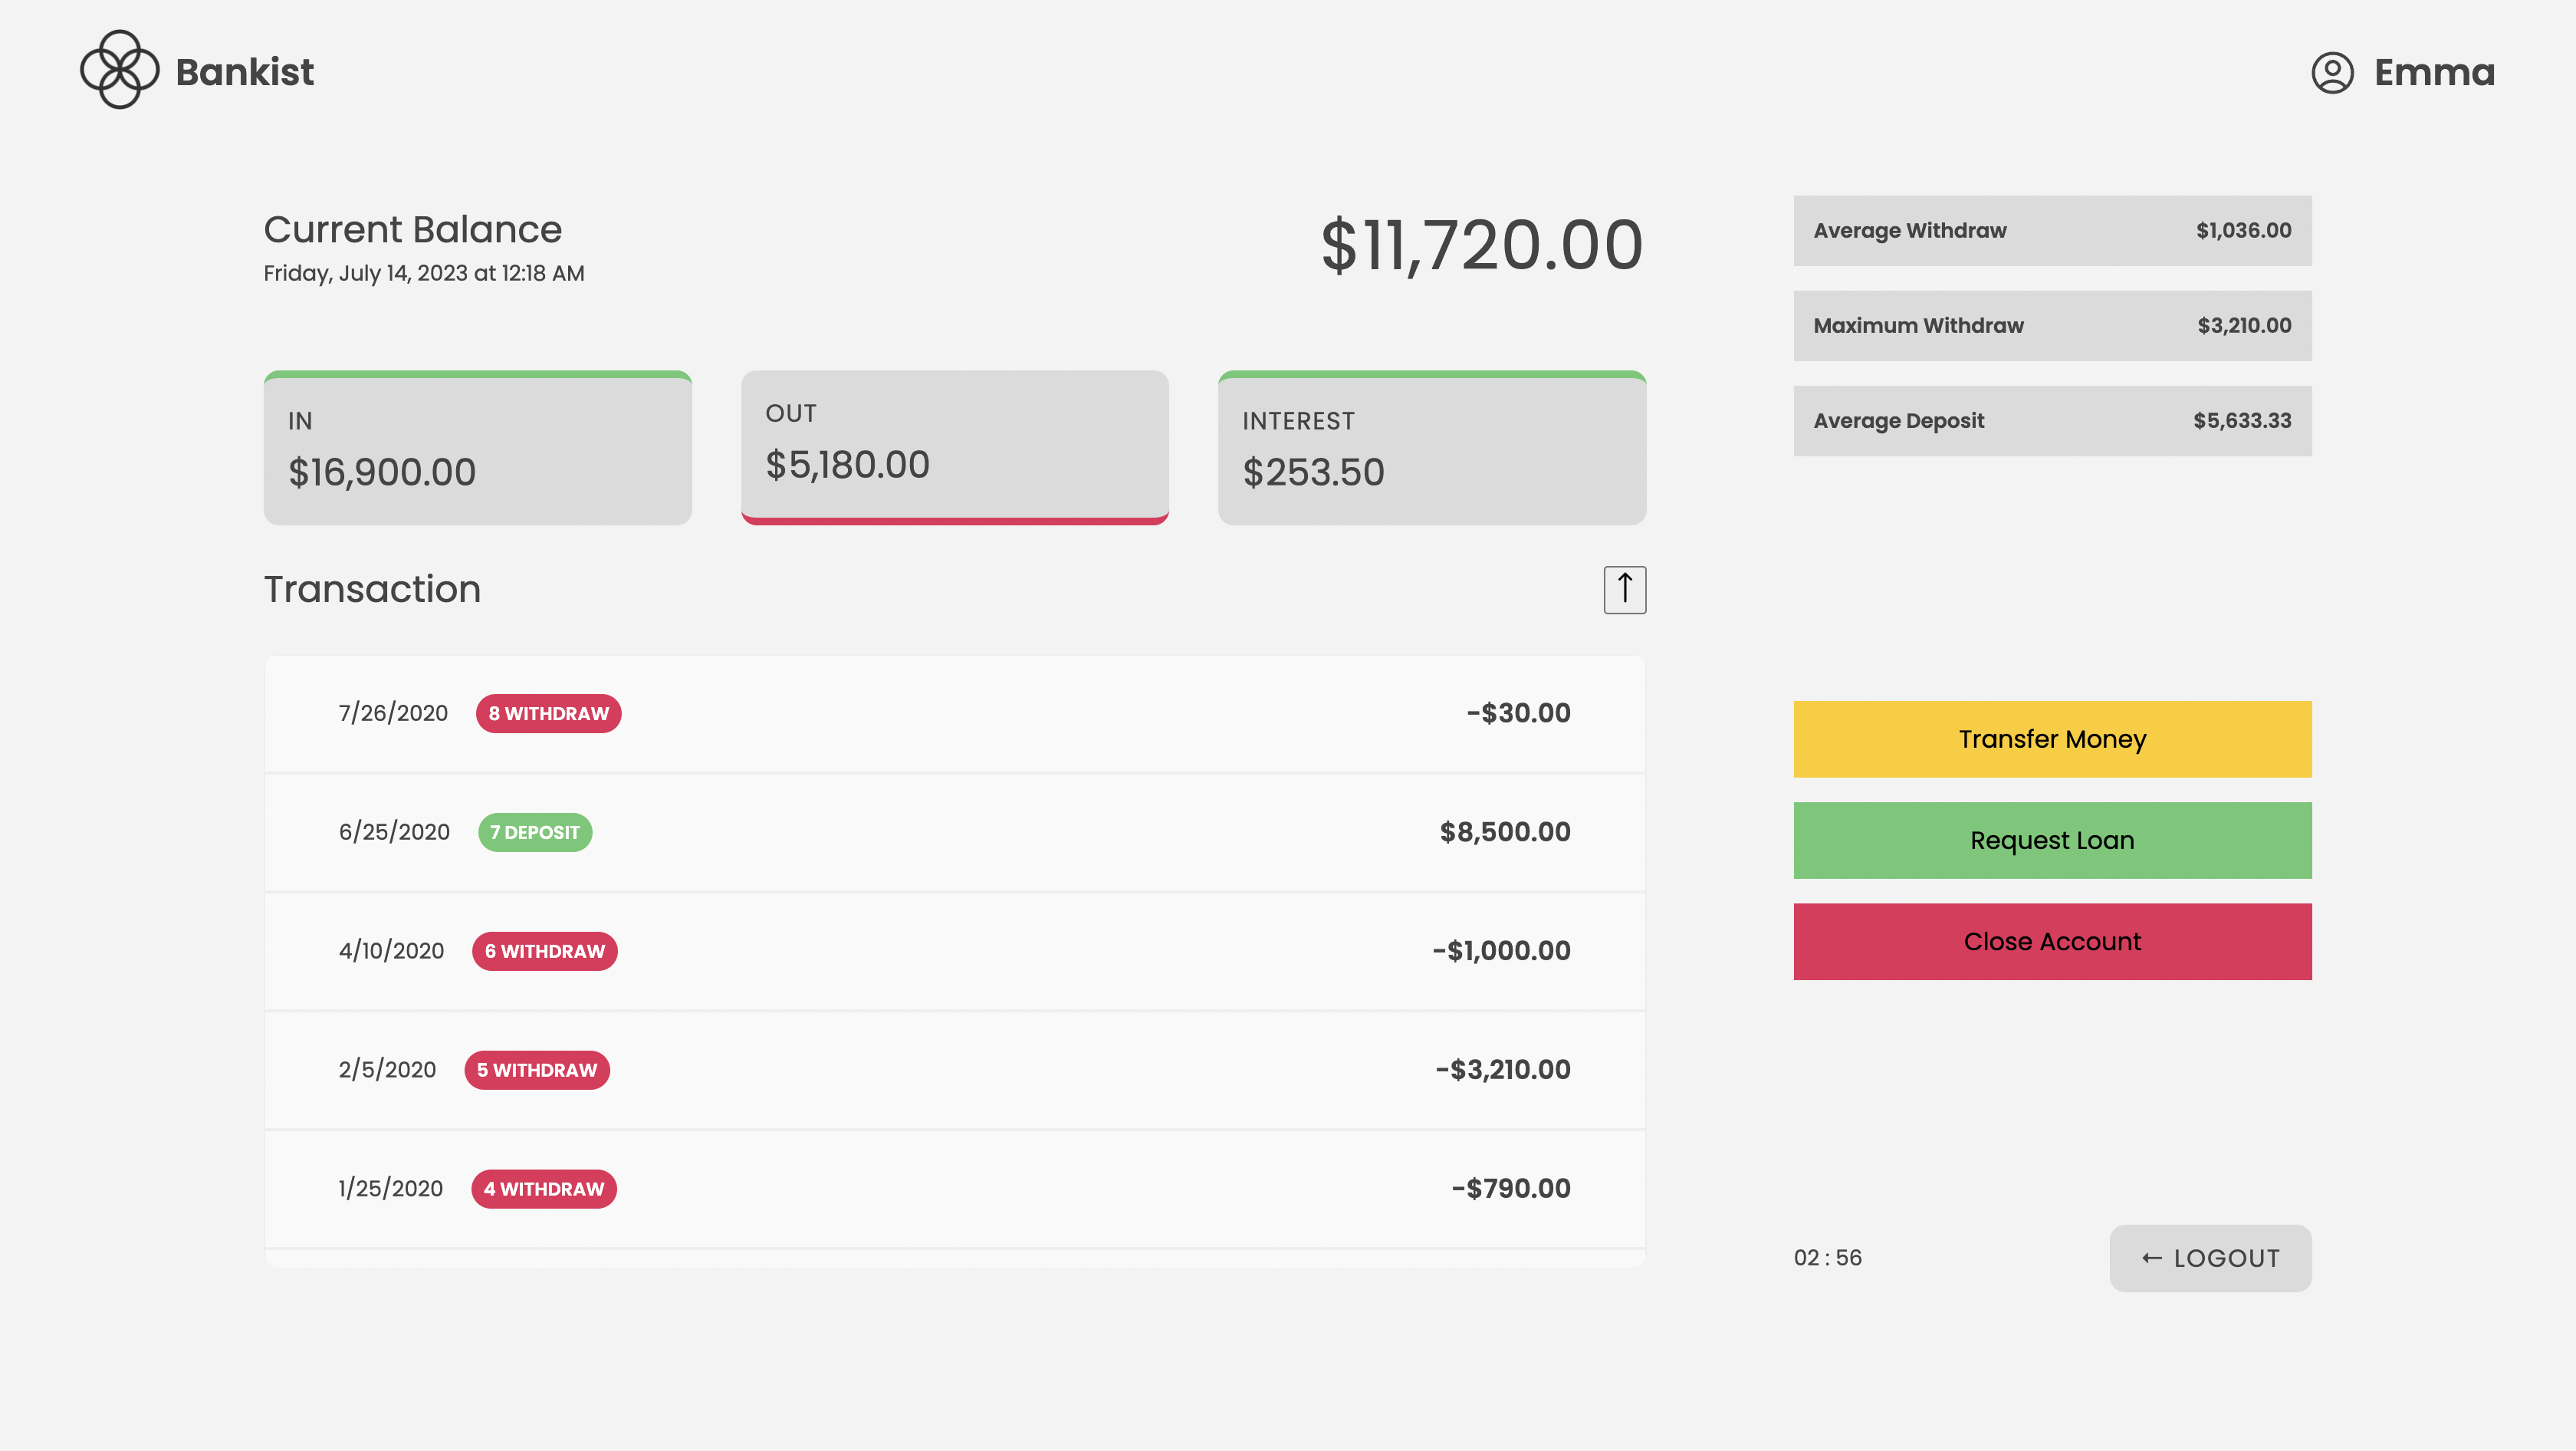 Bankist
Emma
Current Balance
Friday, July 14, 2023 at 12:18 AM
$11,720.00
IN
$16,900.00
OUT
$5,180.00
INTEREST
$253.50
Transaction
↑
7/26/2020 8 WITHDRAW -$30.00
6/25/2020 7 DEPOSIT $8,500.00
4/10/2020 6 WITHDRAW -$1,000.00
2/5/2020 5 WITHDRAW -$3,210.00
1/25/2020 4 WITHDRAW -$790.00
Average Withdraw $1,036.00
Maximum Withdraw $3,210.00
Average Deposit $5,633.33
Transfer Money
Request Loan
Close Account
02 : 56
← LOGOUT